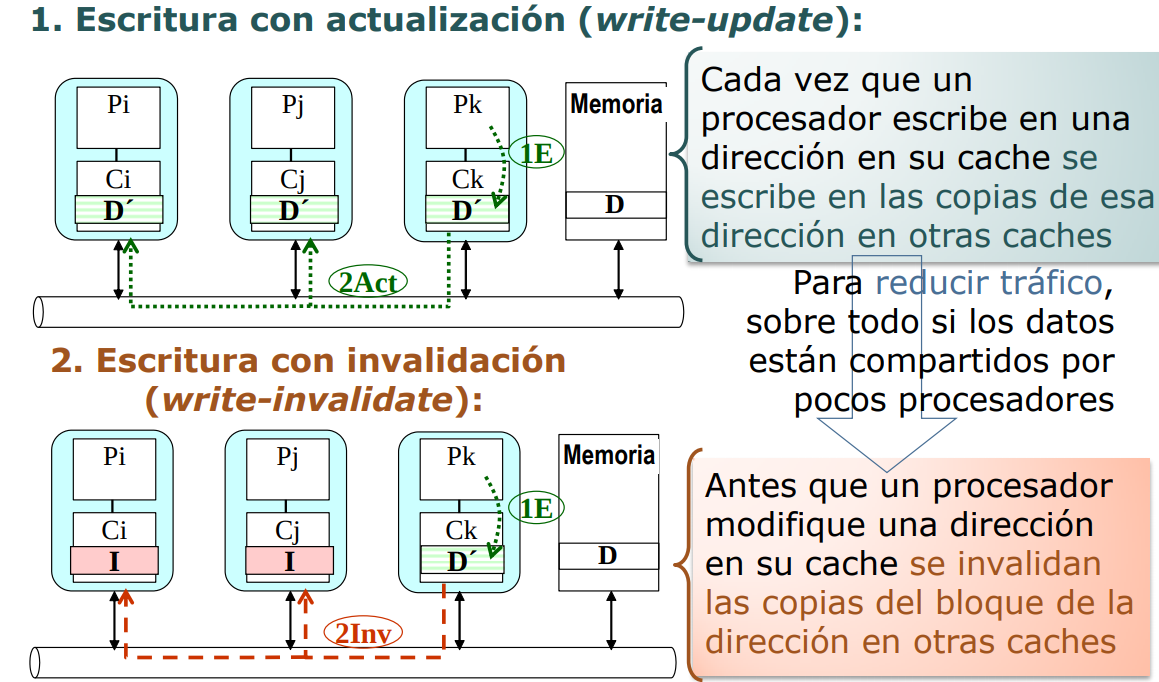 1. Escritura con actualización (write-update):
Pi
Pj
Pk
Memoria
1E
Ci
Cj
Ck
D´
D´
D´
D
2Act
Cada vez que un
procesador escribe en una
dirección en su cache se
escribe en las copias de esa
dirección en otras caches
Para reducir tráfico,
sobre todo si los datos
están compartidos por
pocos procesadores
2. Escritura con invalidación
(write-invalidate):
Pi
Pj
Pk
Memoria
1E
Ci
Cj
Ck
I
I
D´
D
2Inv
Antes que un procesador
modifique una dirección
en su cache se invalidan
las copias del bloque de la
dirección en otras caches